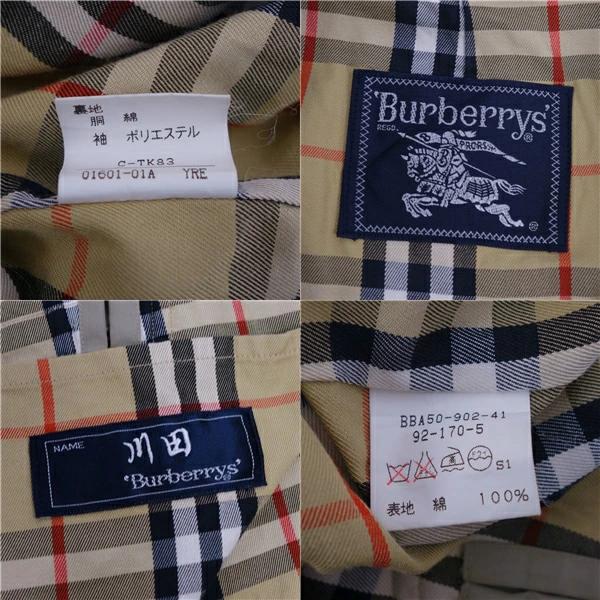 裏地
胴 綿
袖 ポリエステル
C-TK83
01601-01A YRE
'Burberrys'
REGD.
PRORSUM
NAME
川田
'Burberrys'
BBA50-902-41
92-170-5
S1
表地 綿 100%